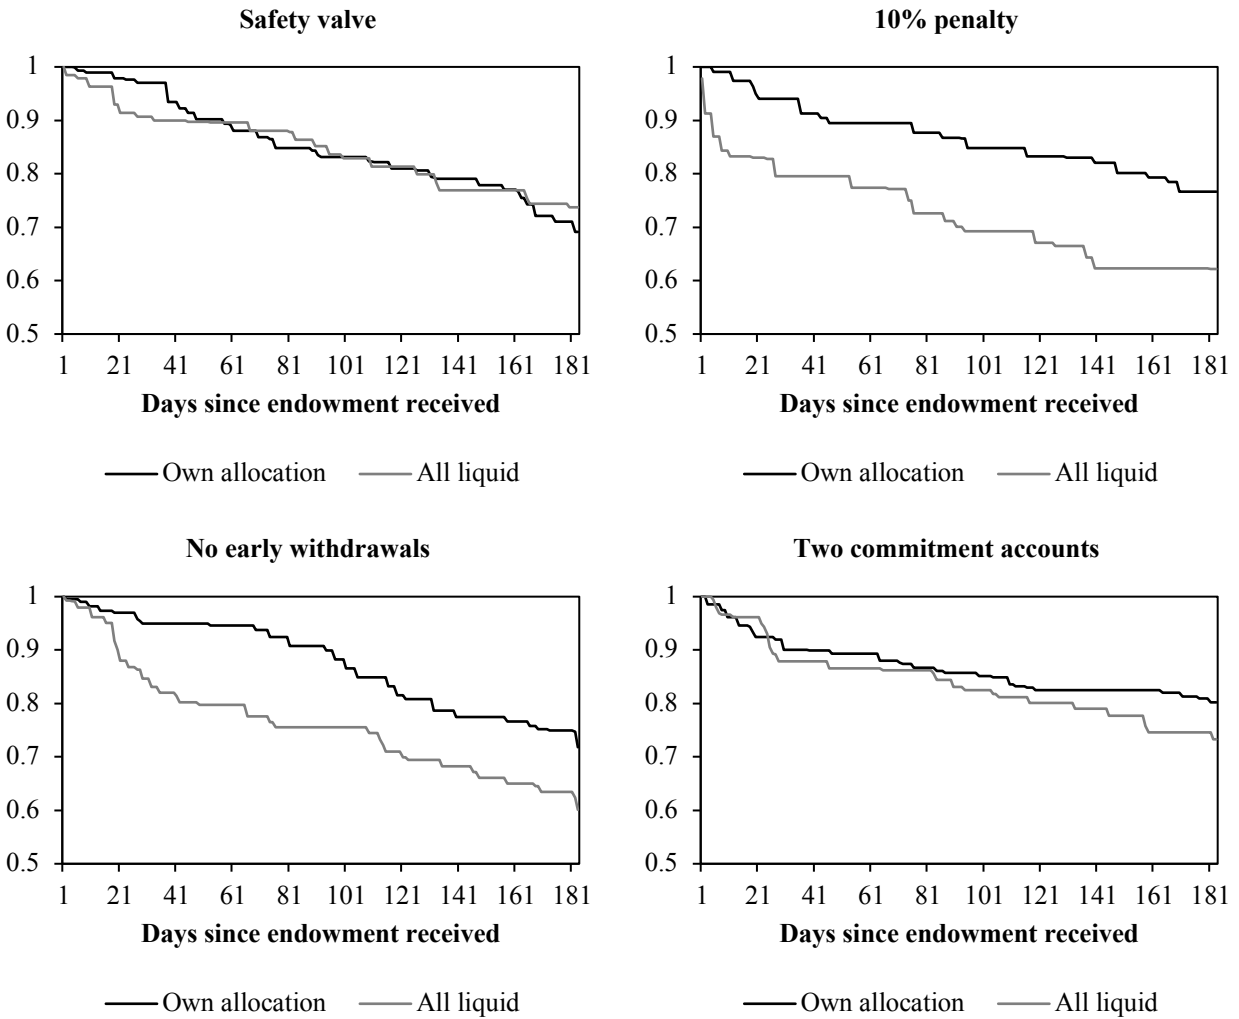 Safety valve
1
0.9
0.8
0.7
0.6
0.5
1 21 41 61 81 101 121 141 161 181
Days since endowment received
Own allocation All liquid
10% penalty
1
0.9
0.8
0.7
0.6
0.5
1 21 41 61 81 101 121 141 161 181
Days since endowment received
Own allocation All liquid
No early withdrawals
1
0.9
0.8
0.7
0.6
0.5
1 21 41 61 81 101 121 141 161 181
Days since endowment received
Own allocation All liquid
Two commitment accounts
1
0.9
0.8
0.7
0.6
0.5
1 21 41 61 81 101 121 141 161 181
Days since endowment received
Own allocation All liquid